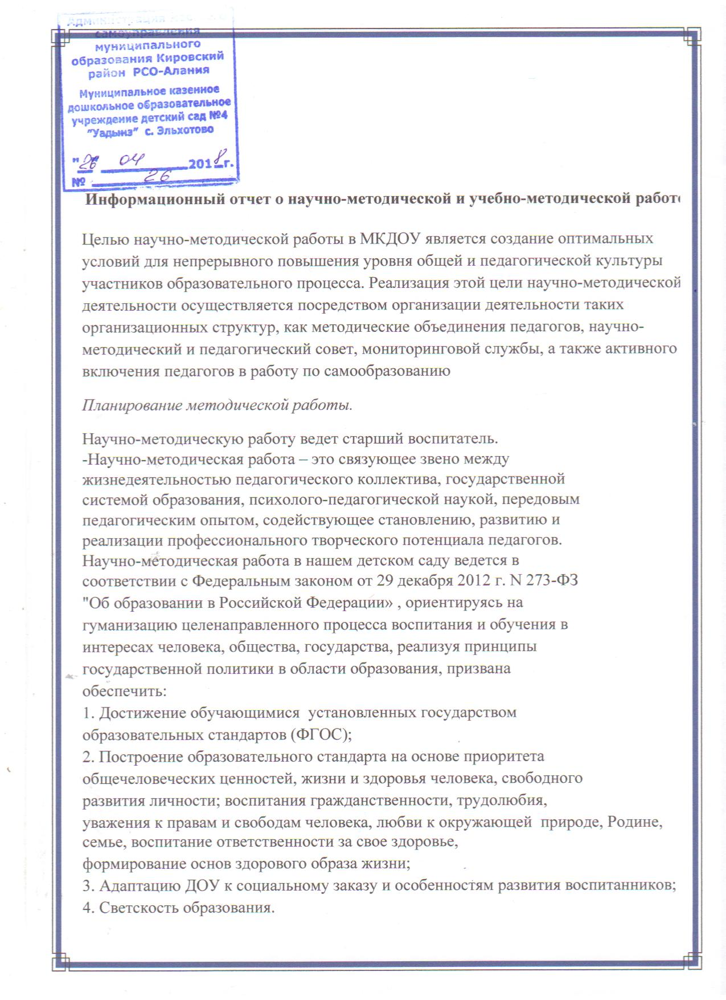 Администрация местного
самоуправления
муниципального
образования Кировский
район РСО-Алания
Муниципальное казенное
дошкольное образовательное
учреждение детский сад №4
"Уадынз" с. Эльхотово
"26" 04 2018г.
№ 26
Информационный отчет о научно-методической и учебно-методической работе
Целью научно-методической работы в МКДОУ является создание оптимальных
условий для непрерывного повышения уровня общей и педагогической культуры
участников образовательного процесса. Реализация этой цели научно-методической
деятельности осуществляется посредством организации деятельности таких
организационных структур, как методические объединения педагогов, научно-
методический и педагогический совет, мониторинговой службы, а также активного
включения педагогов в работу по самообразованию
Планирование методической работы.
Научно-методическую работу ведет старший воспитатель.
-Научно-методическая работа – это связующее звено между
жизнедеятельностью педагогического коллектива, государственной
системой образования, психолого-педагогической наукой, передовым
педагогическим опытом, содействующее становлению, развитию и
реализации профессионального творческого потенциала педагогов.
Научно-методическая работа в нашем детском саду ведется в
соответствии с Федеральным законом от 29 декабря 2012 г. N 273-ФЗ
"Об образовании в Российской Федерации» , ориентируясь на
гуманизацию целенаправленного процесса воспитания и обучения в
интересах человека, общества, государства, реализуя принципы
государственной политики в области образования, призвана
обеспечить:
1. Достижение обучающимися  установленных государством
образовательных стандартов (ФГОС);
2. Построение образовательного стандарта на основе приоритета
общечеловеческих ценностей, жизни и здоровья человека, свободного
развития личности; воспитания гражданственности, трудолюбия,
уважения к правам и свободам человека, любви к окружающей  природе, Родине,
семье, воспитание ответственности за свое здоровье,
формирование основ здорового образа жизни;
3. Адаптацию ДОУ к социальному заказу и особенностям развития воспитанников;
4. Светскость образования.